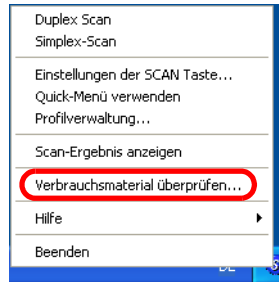 Duplex Scan
Simplex-Scan
Einstellungen der SCAN Taste...
Quick-Menü verwenden
Profilverwaltung...
Scan-Ergebnis anzeigen
Verbrauchsmaterial überprüfen...
Hilfe
Beenden